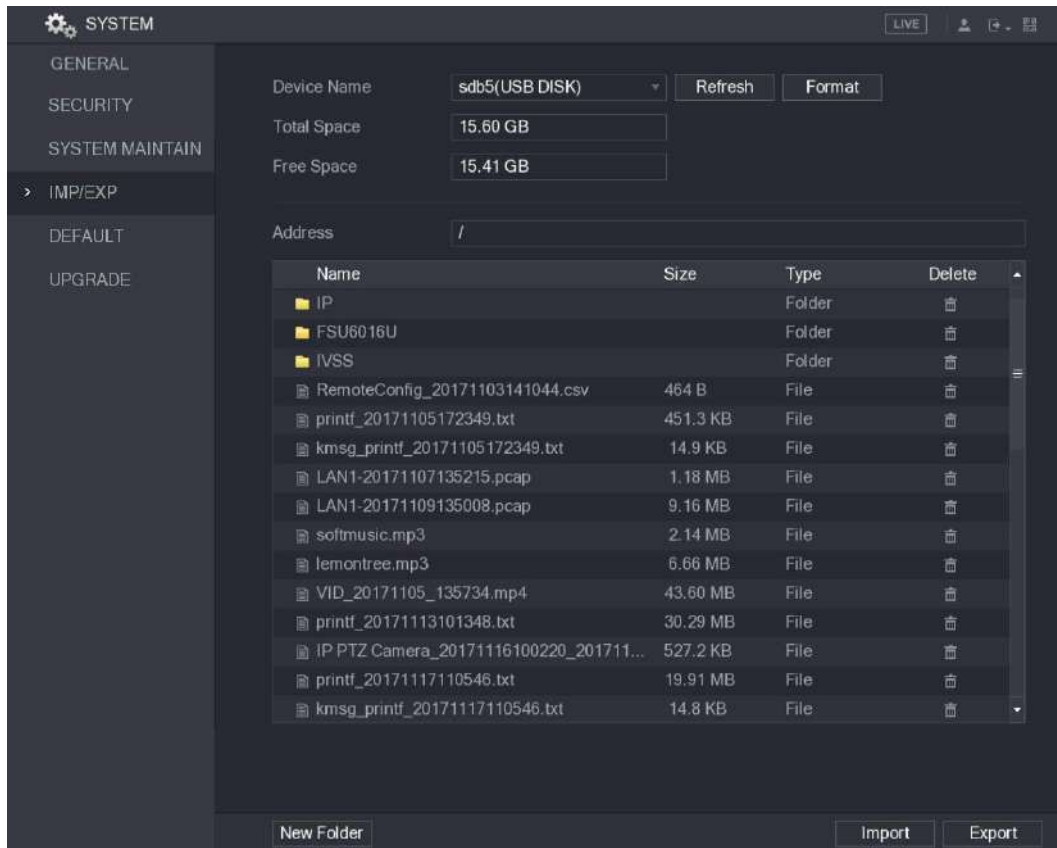 SYSTEM
LIVE
GENERAL
SECURITY
SYSTEM MAINTAIN
> IMP/EXP
DEFAULT
UPGRADE
Device Name sdb5(USB DISK) Refresh Format
Total Space 15.60 GB
Free Space 15.41 GB
Address /
Name Size Type Delete
IP Folder
FSU6016U Folder
IVSS Folder
RemoteConfig_20171103141044.csv 464 B File
printf_20171105172349.txt 451.3 KB File
kmsg_printf_20171105172349.txt 14.9 KB File
LAN1-20171107135215.pcap 1.18 MB File
LAN1-20171109135008.pcap 9.16 MB File
softmusic.mp3 2.14 MB File
lemontree.mp3 6.66 MB File
VID_20171105_135734.mp4 43.60 MB File
printf_20171113101348.txt 30.29 MB File
IP PTZ Camera_20171116100220_201711... 527.2 KB File
printf_20171117110546.txt 19.91 MB File
kmsg_printf_20171117110546.txt 14.8 KB File
New Folder Import Export